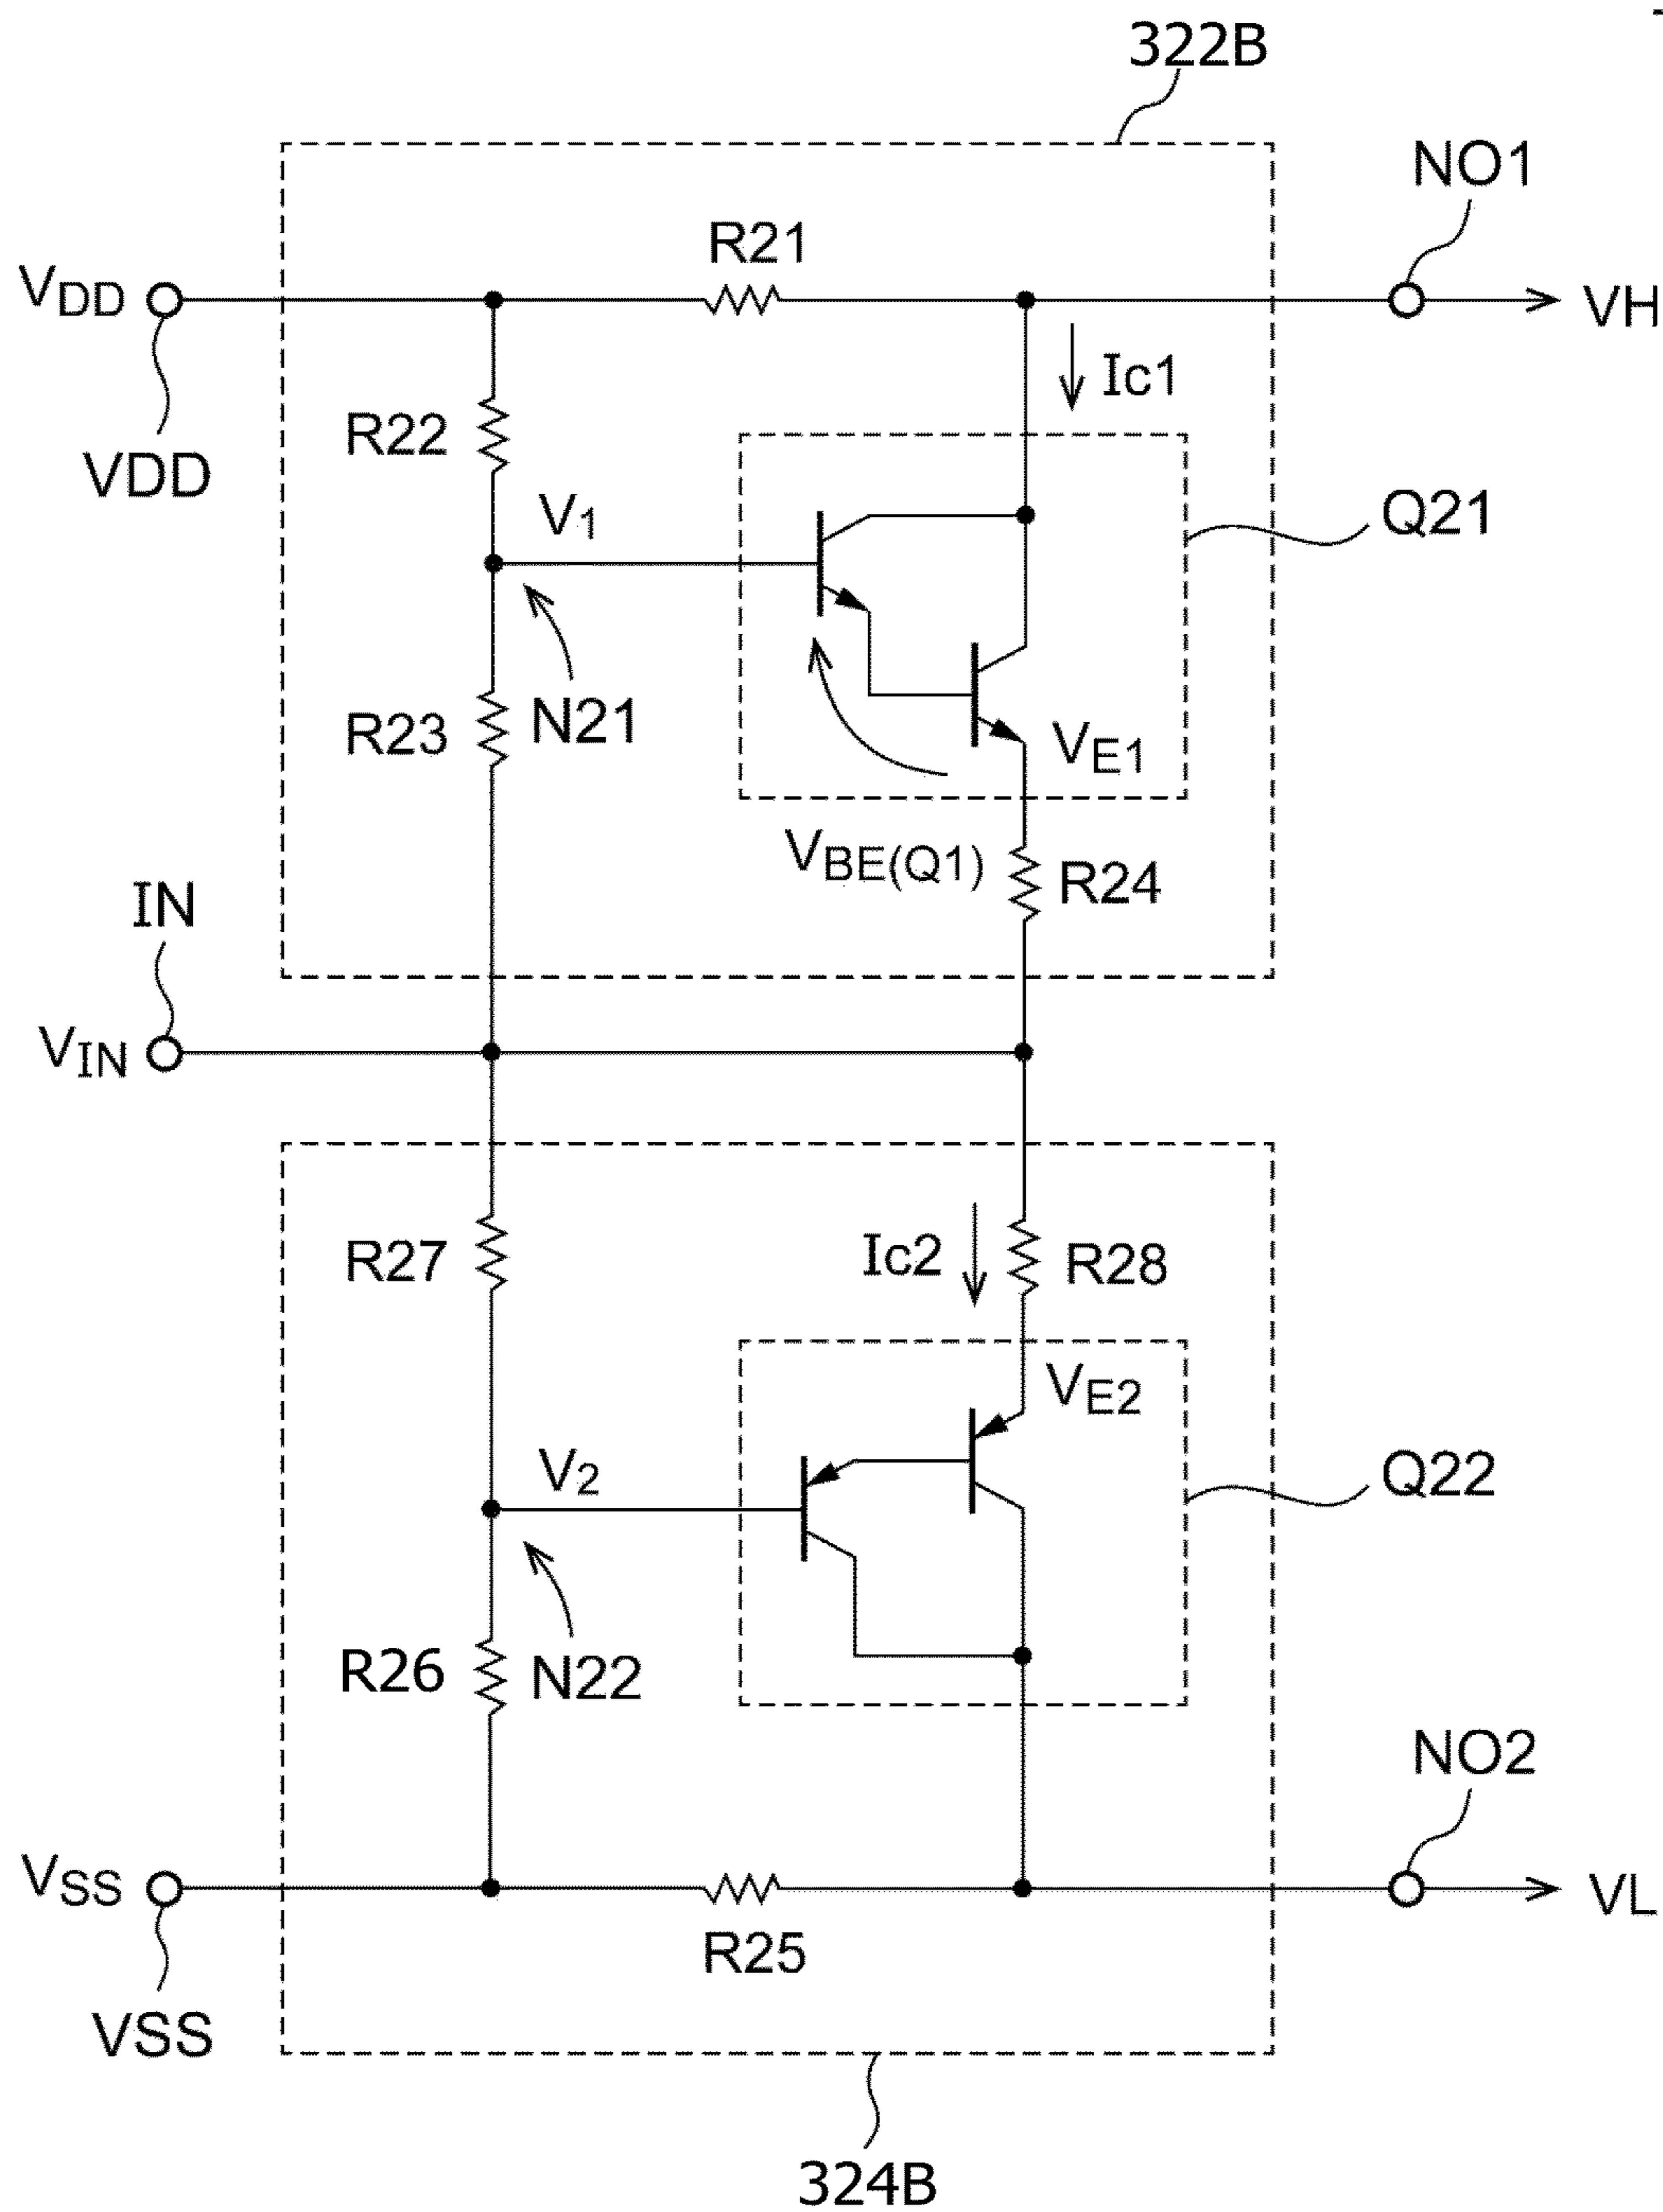 322B
NO1
R21
VDD
VH
Ic1
R22
VDD
V1
Q21
R23
N21
VE1
VBE(Q1)
R24
IN
VIN
R27
Ic2
R28
VE2
V2
Q22
R26
N22
NO2
VSS
VL
R25
VSS
324B